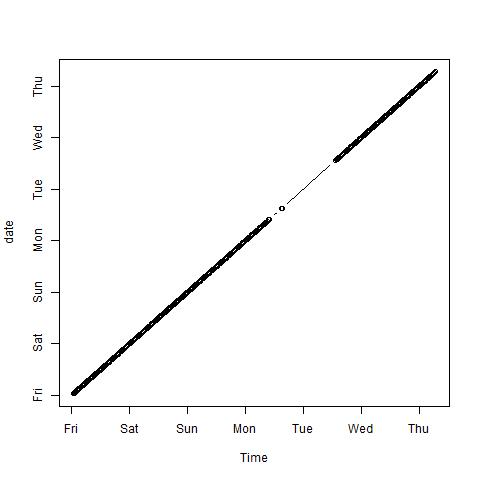 Thu
Wed
Tue
Mon
Sun
Sat
Fri
date
Fri Sat Sun Mon Tue Wed Thu
Time